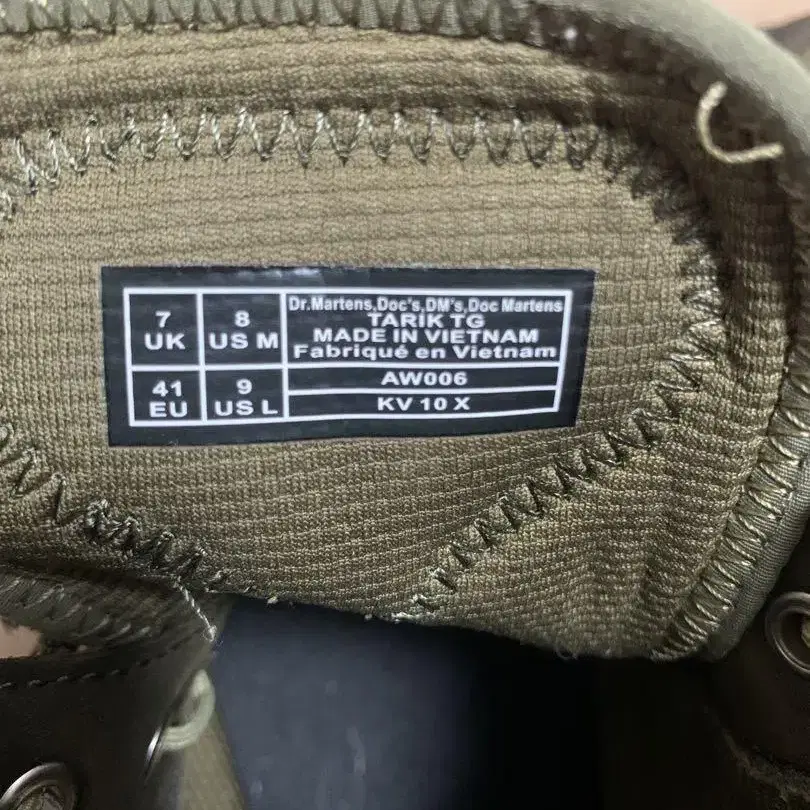 7
UK
8
US M
41
EU
9
US L
Dr.Martens,Doc's,DM's,Doc Martens
TARIK TG
MADE IN VIETNAM
Fabriqué en Vietnam
AW006
KV 10 X